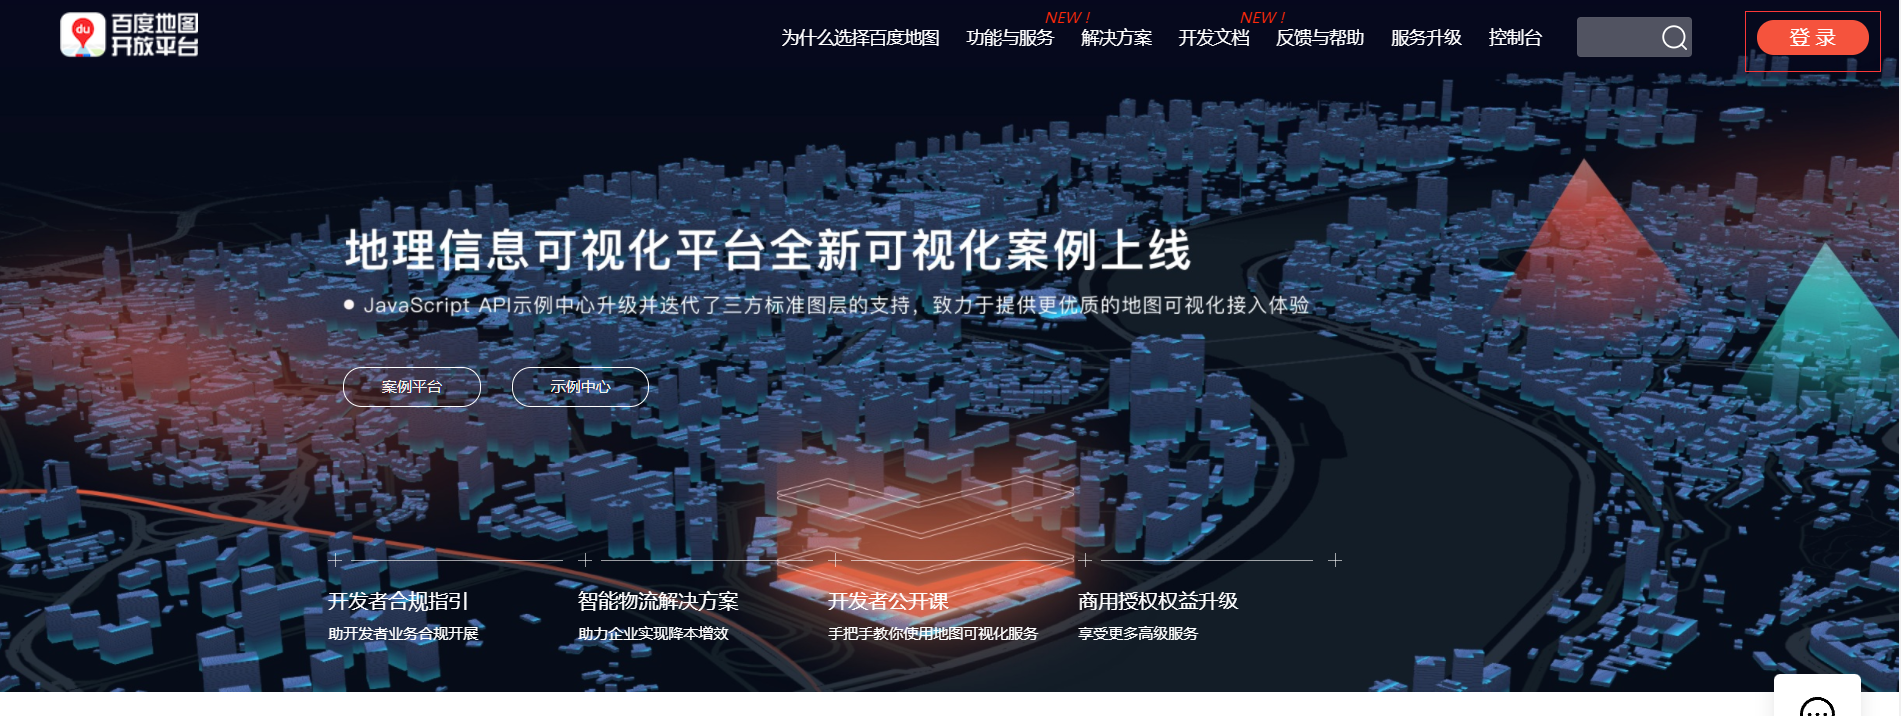 du
百度地图
开放平台
NEW !
NEW !
为什么选择百度地图 功能与服务 解决方案 开发文档 反馈与帮助 服务升级 控制台
登 录
地理信息可视化平台全新可视化案例上线
JavaScript API示例中心升级并迭代了三方标准图层的支持，致力于提供更优质的地图可视化接入体验
案例平台 示例中心
开发者合规指引 智能物流解决方案 开发者公开课 商用授权权益升级
助开发者业务合规开展 助力企业实现降本增效 手把手教你使用地图可视化服务 享受更多高级服务